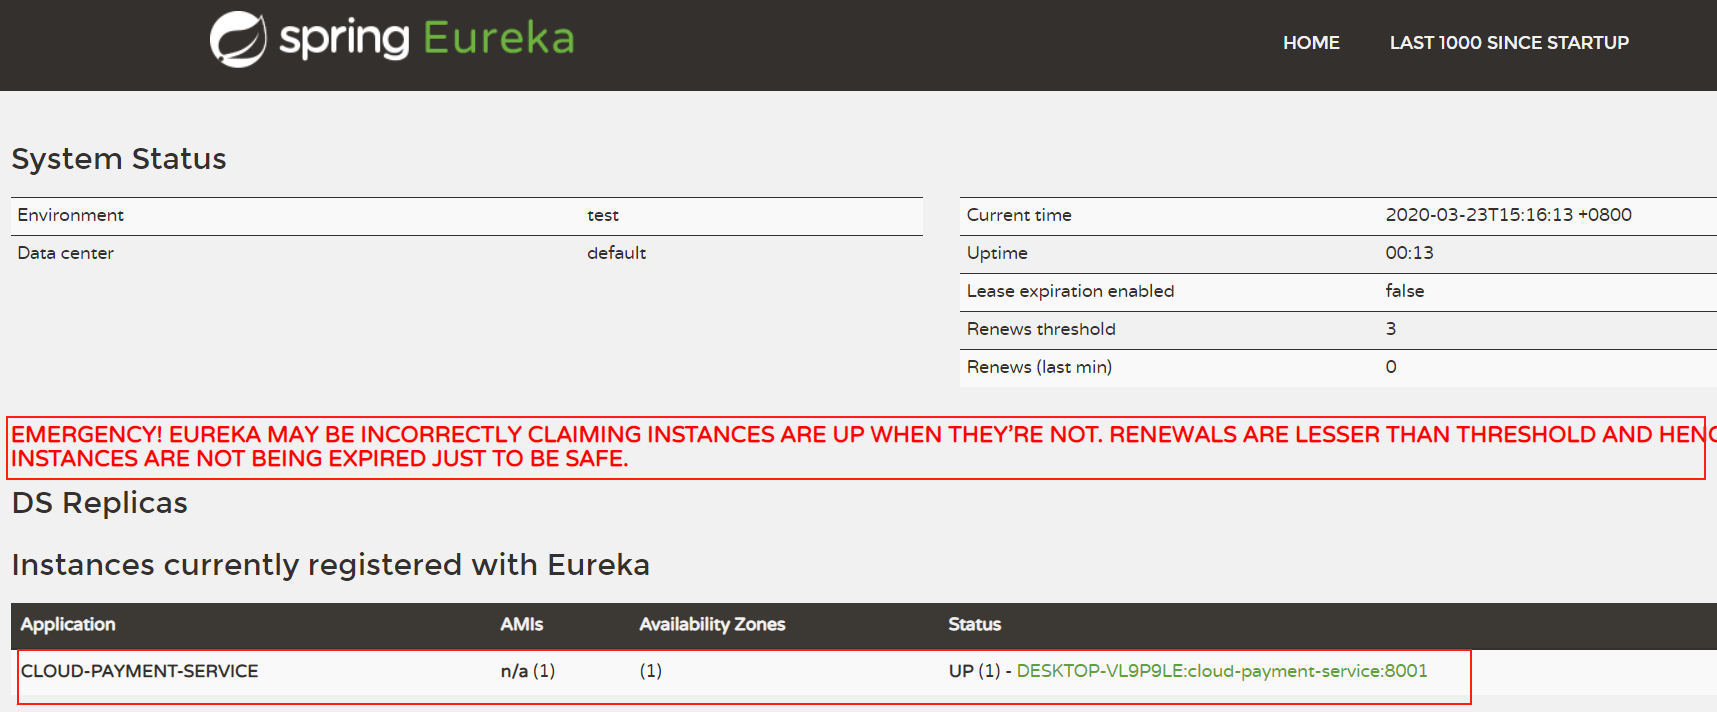 spring Eureka
HOME LAST 1000 SINCE STARTUP
System Status
Environment test
Data center default
Current time 2020-03-23T15:16:13 +0800
Uptime 00:13
Lease expiration enabled false
Renews threshold 3
Renews (last min) 0
EMERGENCY! EUREKA MAY BE INCORRECTLY CLAIMING INSTANCES ARE UP WHEN THEY'RE NOT. RENEWALS ARE LESSER THAN THRESHOLD AND
INSTANCES ARE NOT BEING EXPIRED JUST TO BE SAFE.
DS Replicas
Instances currently registered with Eureka
Application AMIs Availability Zones Status
CLOUD-PAYMENT-SERVICE n/a (1) (1) UP (1) - DESKTOP-VL9P9LE:cloud-payment-service:8001